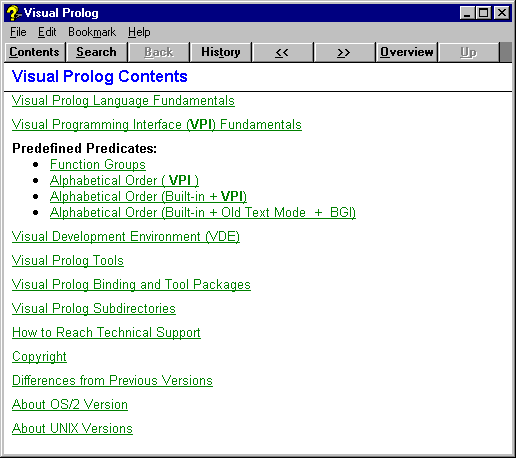 Visual Prolog
File Edit Bookmark Help
Contents Search Back History << >> Overview Up
Visual Prolog Contents
Visual Prolog Language Fundamentals
Visual Programming Interface (VPI) Fundamentals
Predefined Predicates:
Function Groups
Alphabetical Order ( VPI )
Alphabetical Order (Built-in + VPI)
Alphabetical Order (Built-in + Old Text Mode + BGI)
Visual Development Environment (VDE)
Visual Prolog Tools
Visual Prolog Binding and Tool Packages
Visual Prolog Subdirectories
How to Reach Technical Support
Copyright
Differences from Previous Versions
About OS/2 Version
About UNIX Versions